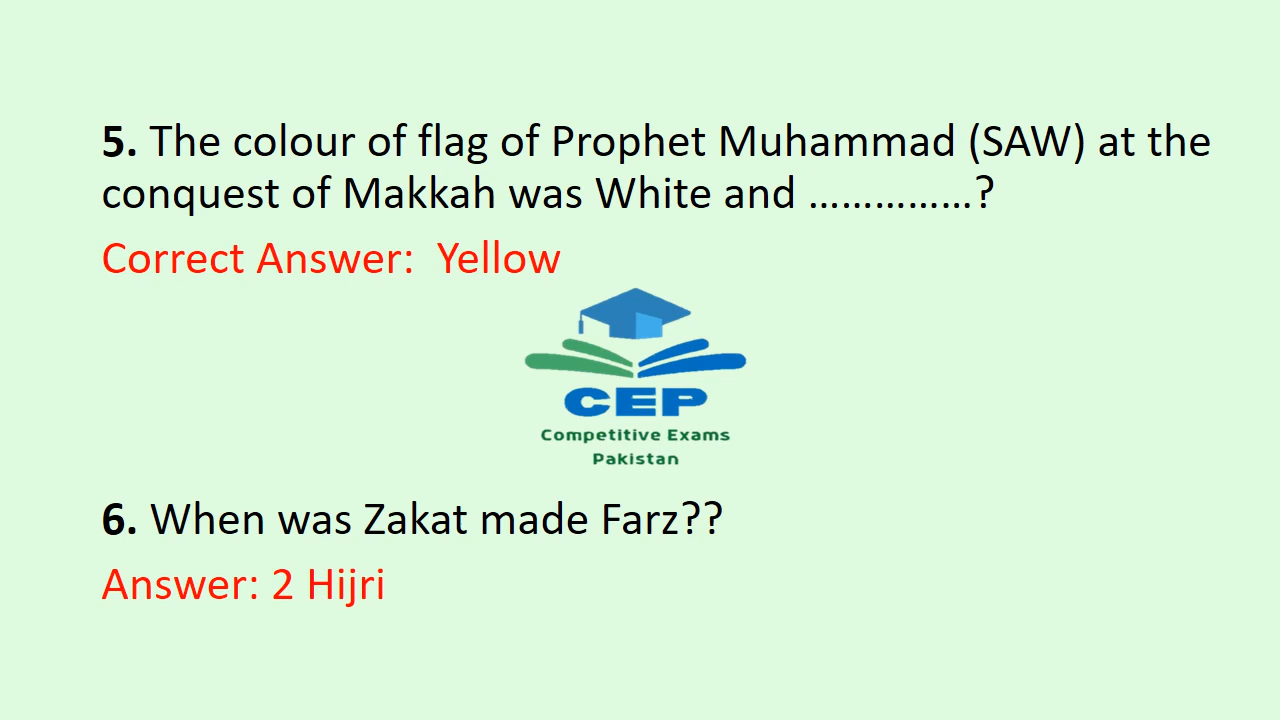 5. The colour of flag of Prophet Muhammad (SAW) at the
conquest of Makkah was White and ……………?
Correct Answer:  Yellow
CEP
Competitive Exams
Pakistan
6. When was Zakat made Farz??
Answer: 2 Hijri